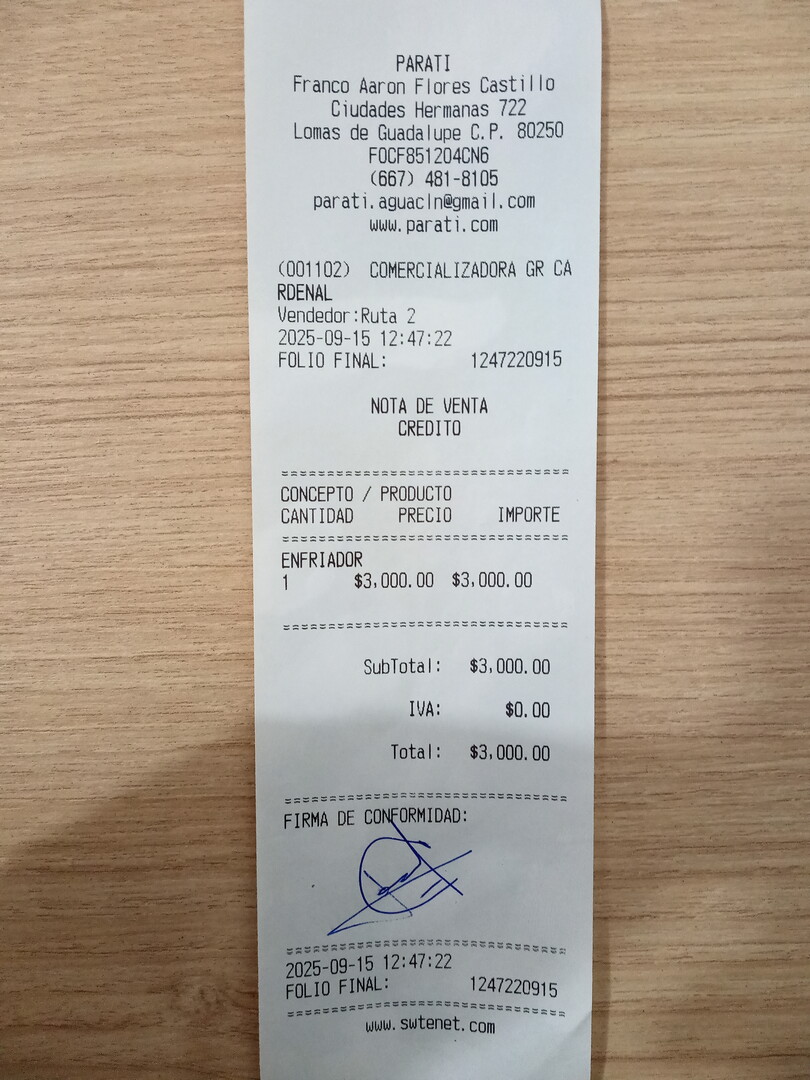 PARATI
Franco Aaron Flores Castillo
Ciudades Hermanas 722
Lomas de Guadalupe C.P. 80250
FOCF851204CN6
(667) 481-8105
parati.aguacln@gmail.com
www.parati.com
(001102) COMERCIALIZADORA GR CA
RDENAL
Vendedor:Ruta 2
2025-09-15 12:47:22
FOLIO FINAL: 1247220915
NOTA DE VENTA
CREDITO
================================
CONCEPTO / PRODUCTO
CANTIDAD PRECIO IMPORTE
================================
ENFRIADOR
1 $3,000.00 $3,000.00
================================
SubTotal: $3,000.00
IVA: $0.00
Total: $3,000.00
================================
FIRMA DE CONFORMIDAD:
================================
2025-09-15 12:47:22
FOLIO FINAL: 1247220915
================================
www.swtenet.com